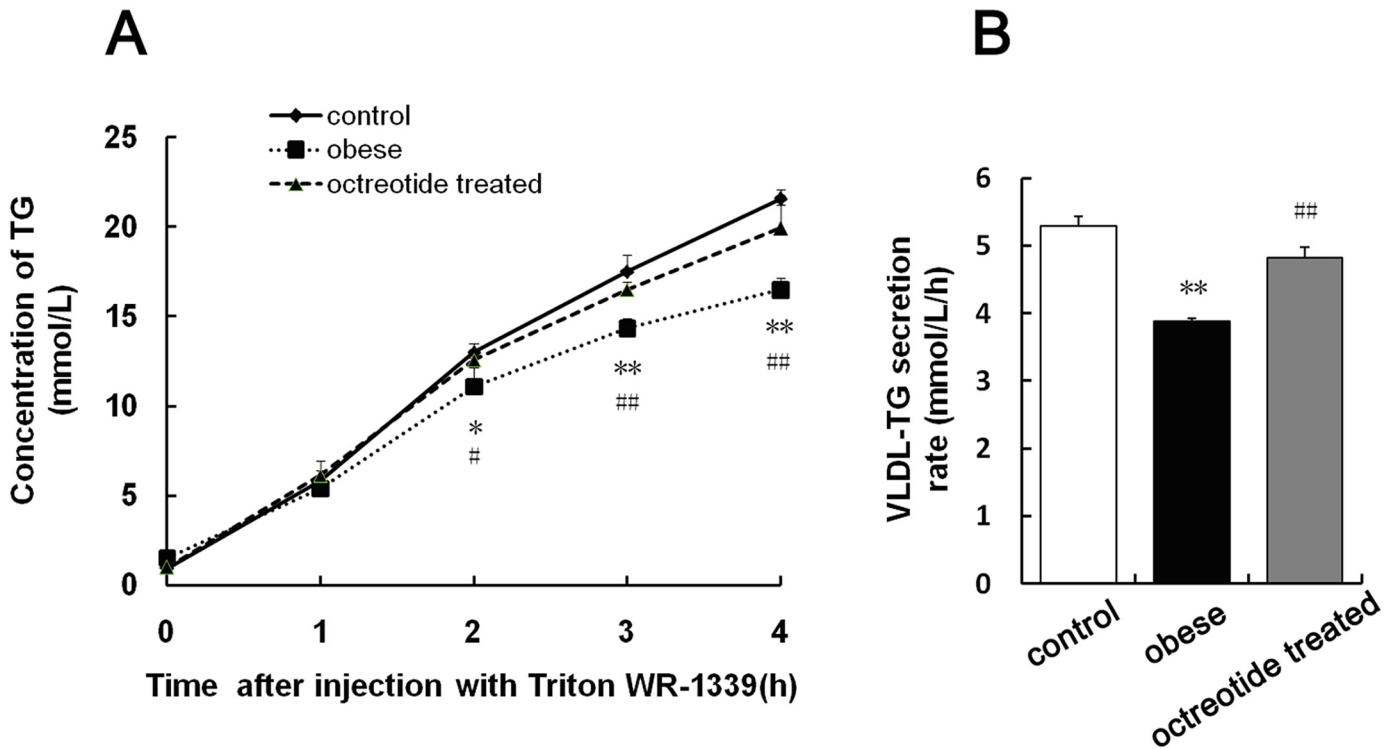 A
control
obese
octreotide treated
Concentration of TG
(mmol/L)
25
20
15
10
5
0
*
#
**
##
**
##
0 1 2 3 4
Time after injection with Triton WR-1339(h)
B
VLDL-TG secretion
rate (mmol/L/h)
6
5
4
3
2
1
0
**
##
control
obese
octreotide treated